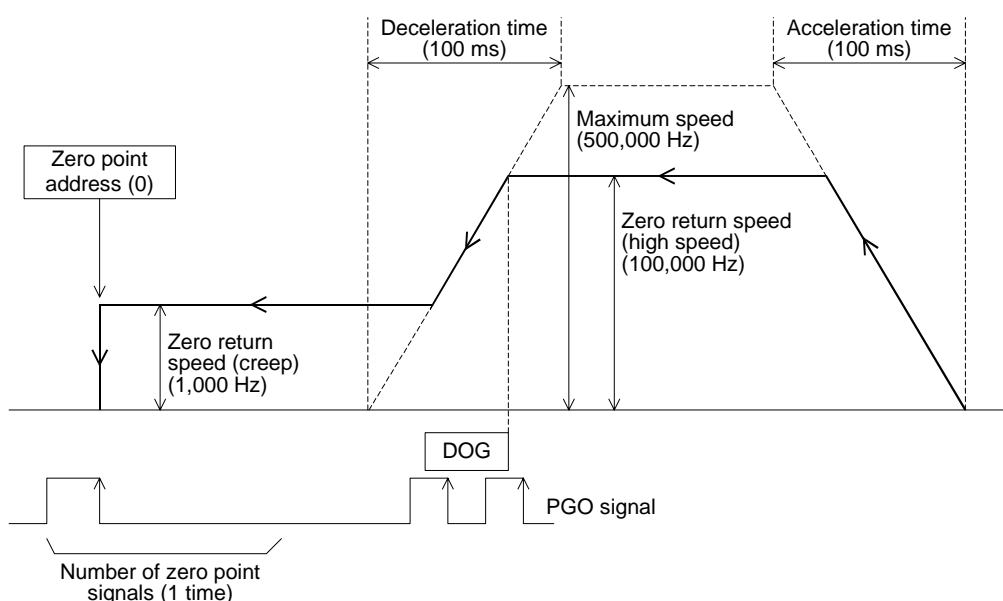 Deceleration time
(100 ms)
Acceleration time
(100 ms)
Maximum speed
(500,000 Hz)
Zero point
address (0)
Zero return speed
(high speed)
(100,000 Hz)
Zero return
speed (creep)
(1,000 Hz)
DOG
PGO signal
Number of zero point
signals (1 time)